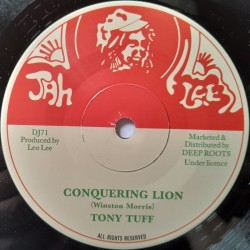 JAh
LEE
DJ71
Produced by
Leo Lee
Marketed &
Distributed by
DEEP ROOTS
Under licence
CONQUERING LION
(Winston Morris)
TONY TUFF
ALL RIGHTS RESERVED